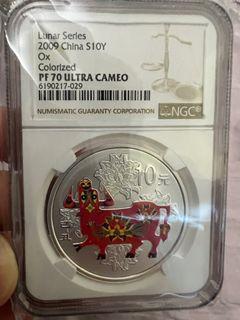 Lunar Series
2009 China S10Y
Ox
Colorized
PF 70 ULTRA CAMEO
6190217-029
NUMISMATIC GUARANTY CORPORATION
NGC
10元